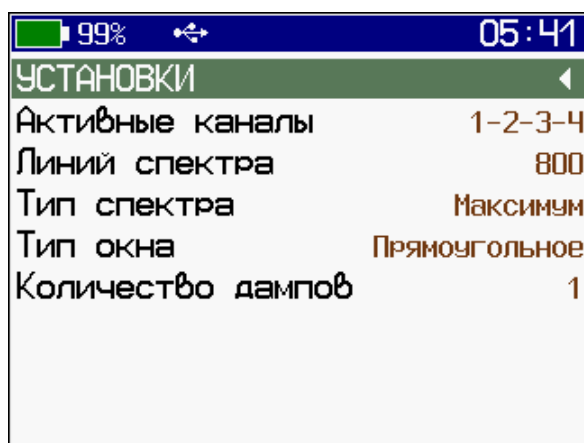 99% 05:41
УСТАНОВКИ
Активные каналы 1-2-3-4
Линий спектра 800
Тип спектра Максимум
Тип окна Прямоугольное
Количество дампов 1